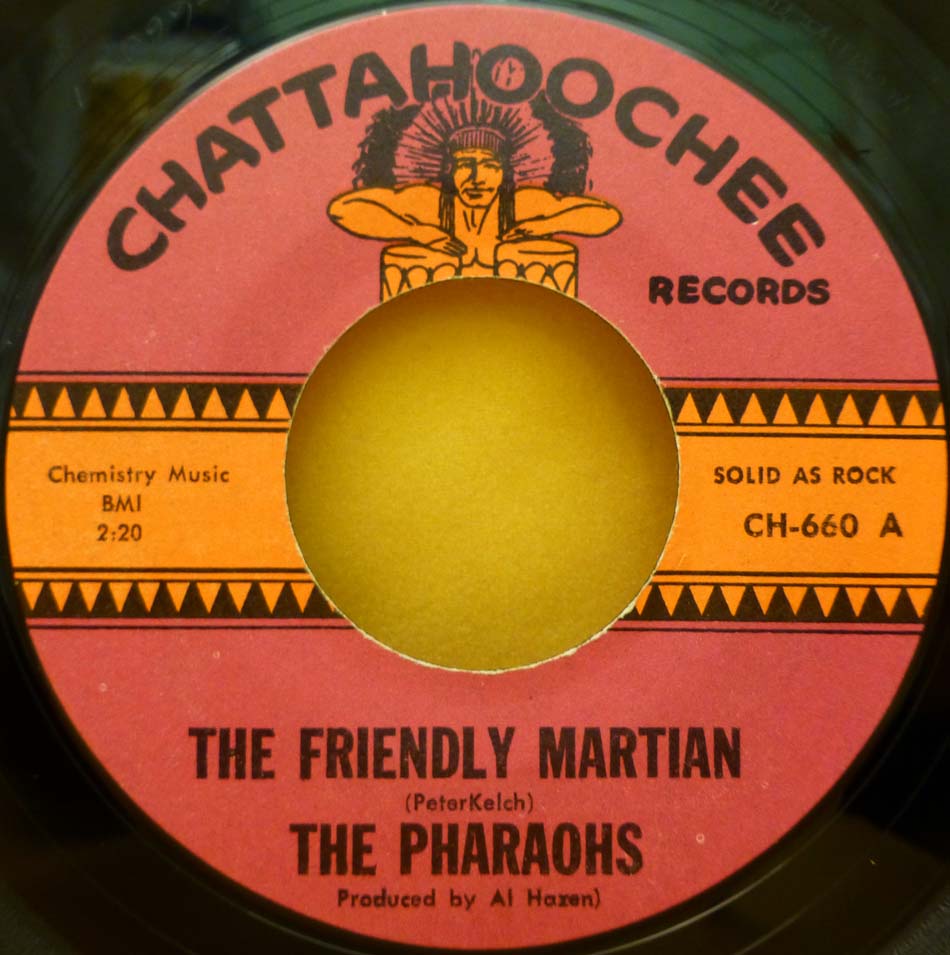 CHATTAHOOCHEE
RECORDS
Chemistry Music
BMI
2:20
SOLID AS ROCK
CH-660 A
THE FRIENDLY MARTIAN
(PeterKelch)
THE PHARAOHS
Produced by Al Hazen)